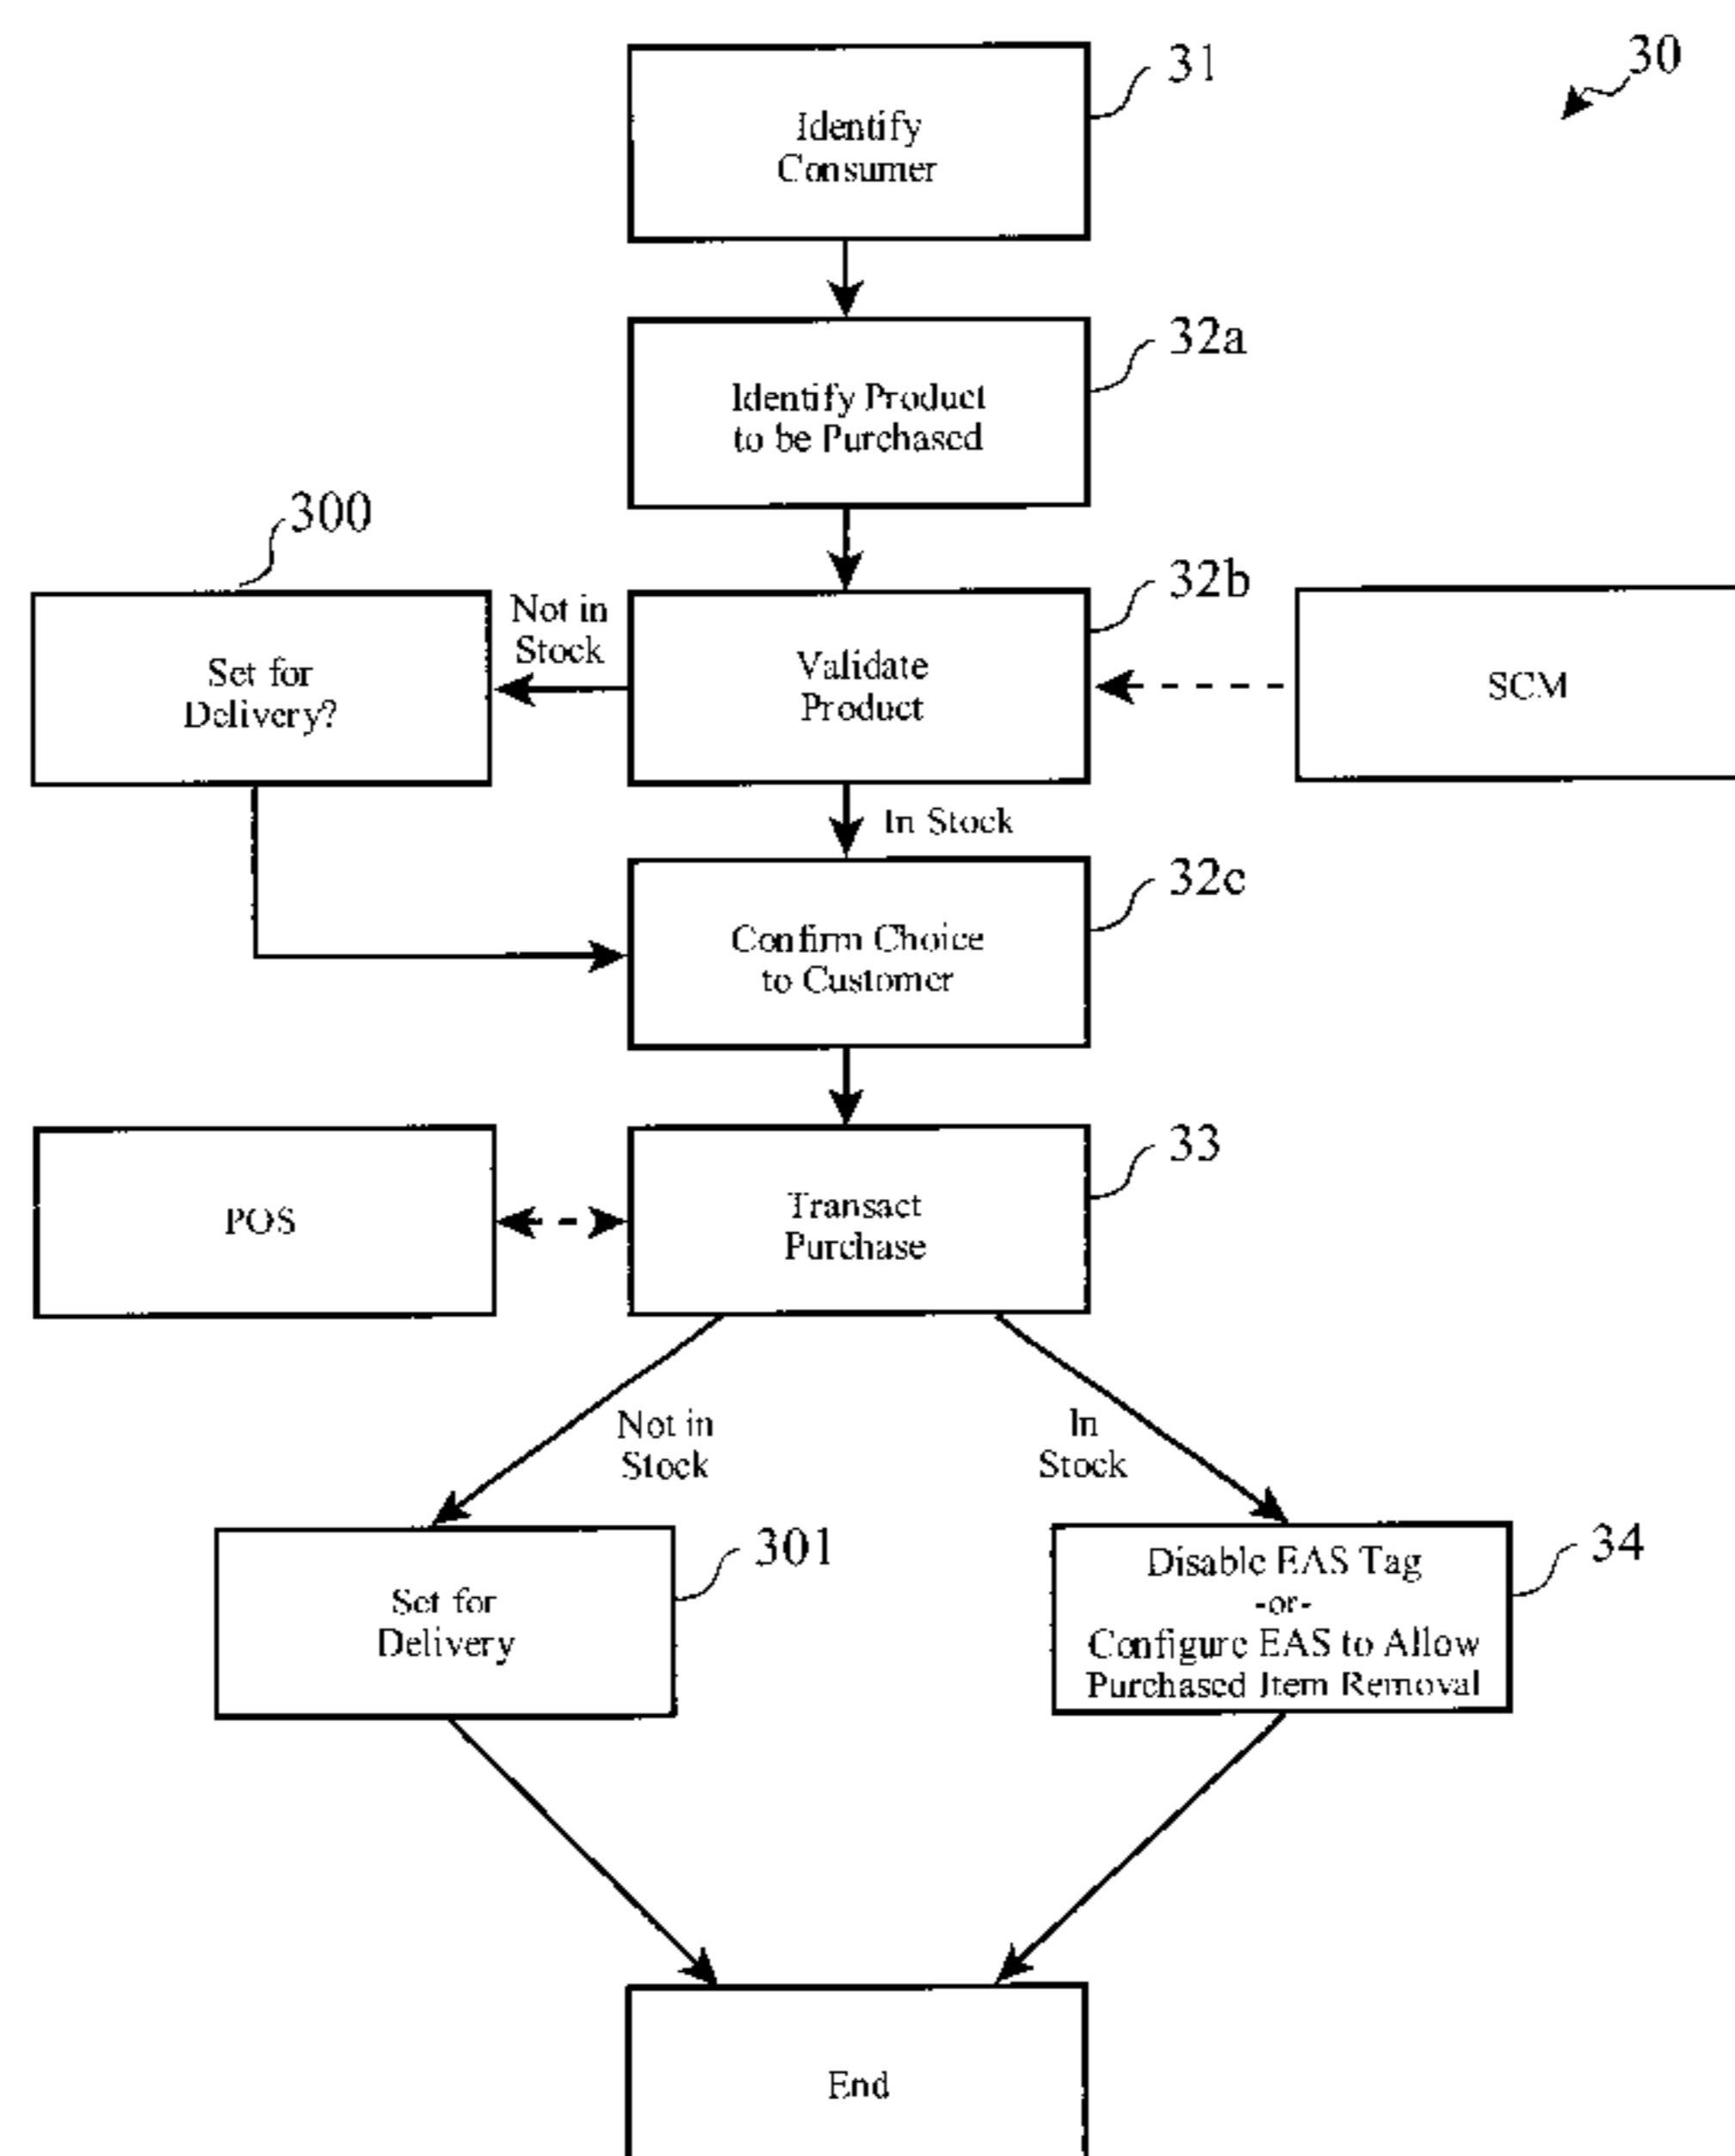 31
30
Identify
Consumer
32a
Identify Product
to be Purchased
300
32b
Not in
Stock
Set for
Delivery?
Validate
Product
SCM
In Stock
32c
Confirm Choice
to Customer
33
POS
Transact
Purchase
Not in
Stock
In
Stock
301
34
Set for
Delivery
Disable EAS Tag
-or-
Configure EAS to Allow
Purchased Item Removal
End